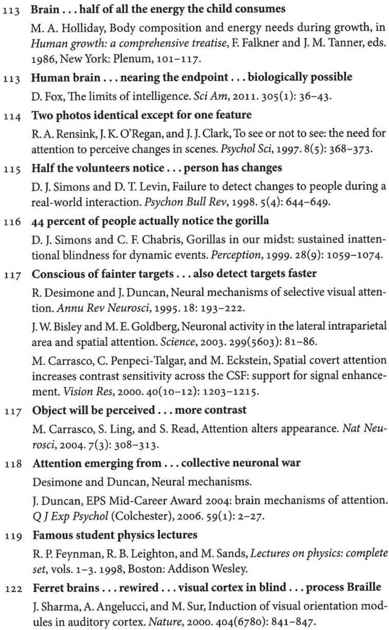 113 Brain . . . half of all the energy the child consumes
M. A. Holliday, Body composition and energy needs during growth, in
Human growth: a comprehensive treatise, F. Falkner and J. M. Tanner, eds.
1986, New York: Plenum, 101–117.
113 Human brain . . . nearing the endpoint . . . biologically possible
D. Fox, The limits of intelligence. Sci Am, 2011. 305(1): 36–43.
114 Two photos identical except for one feature
R. A. Rensink, J. K. O'Regan, and J. J. Clark, To see or not to see: the need for
attention to perceive changes in scenes. Psychol Sci, 1997. 8(5): 368–373.
115 Half the volunteers notice . . . person has changes
D. J. Simons and D. T. Levin, Failure to detect changes to people during a
real-world interaction. Psychon Bull Rev, 1998. 5(4): 644–649.
116 44 percent of people actually notice the gorilla
D. J. Simons and C. F. Chabris, Gorillas in our midst: sustained inatten-
tional blindness for dynamic events. Perception, 1999. 28(9): 1059–1074.
117 Conscious of fainter targets . . . also detect targets faster
R. Desimone and J. Duncan, Neural mechanisms of selective visual atten-
tion. Annu Rev Neurosci, 1995. 18: 193–222.
J. W. Bisley and M. E. Goldberg, Neuronal activity in the lateral intraparietal
area and spatial attention. Science, 2003. 299(5603): 81–86.
M. Carrasco, C. Penpeci-Talgar, and M. Eckstein, Spatial covert attention
increases contrast sensitivity across the CSF: support for signal enhance-
ment. Vision Res, 2000. 40(10–12): 1203–1215.
117 Object will be perceived . . . more contrast
M. Carrasco, S. Ling, and S. Read, Attention alters appearance. Nat Neu-
rosci, 2004. 7(3): 308–313.
118 Attention emerging from . . . collective neuronal war
Desimone and Duncan, Neural mechanisms.
J. Duncan, EPS Mid-Career Award 2004: brain mechanisms of attention.
Q J Exp Psychol (Colchester), 2006. 59(1): 2–27.
119 Famous student physics lectures
R. P. Feynman, R. B. Leighton, and M. Sands, Lectures on physics: complete
set, vols. 1–3. 1998, Boston: Addison Wesley.
122 Ferret brains . . . rewired . . . visual cortex in blind . . . process Braille
J. Sharma, A. Angelucci, and M. Sur, Induction of visual orientation mod-
ules in auditory cortex. Nature, 2000. 404(6780): 841–847.